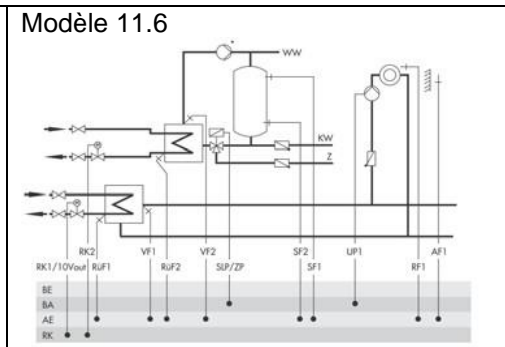 Modèle 11.6
WW
KW
Z
RK2 VF1 VF2 SF2 UP1 AF1
RK1/10Vout RüF1 RüF2 SLP/ZP SF1 RF1
BE
BA
AE
RK